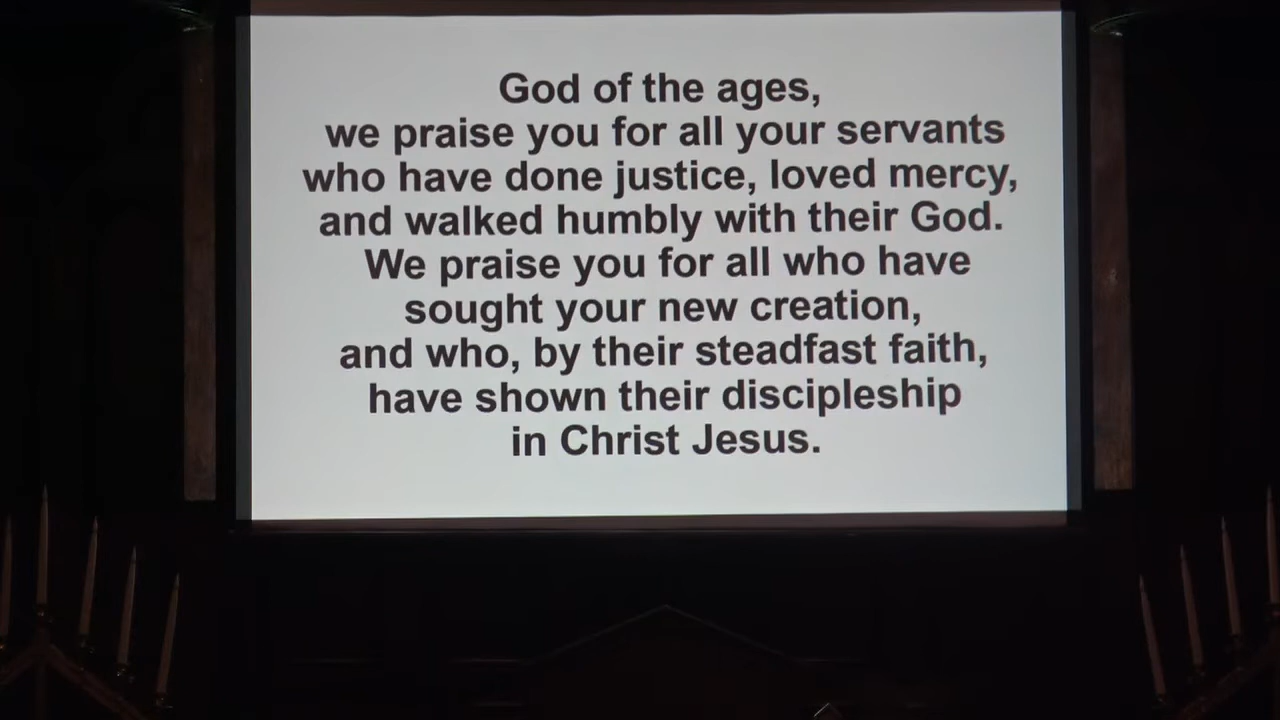 God of the ages,
we praise you for all your servants
who have done justice, loved mercy,
and walked humbly with their God.
We praise you for all who have
sought your new creation,
and who, by their steadfast faith,
have shown their discipleship
in Christ Jesus.